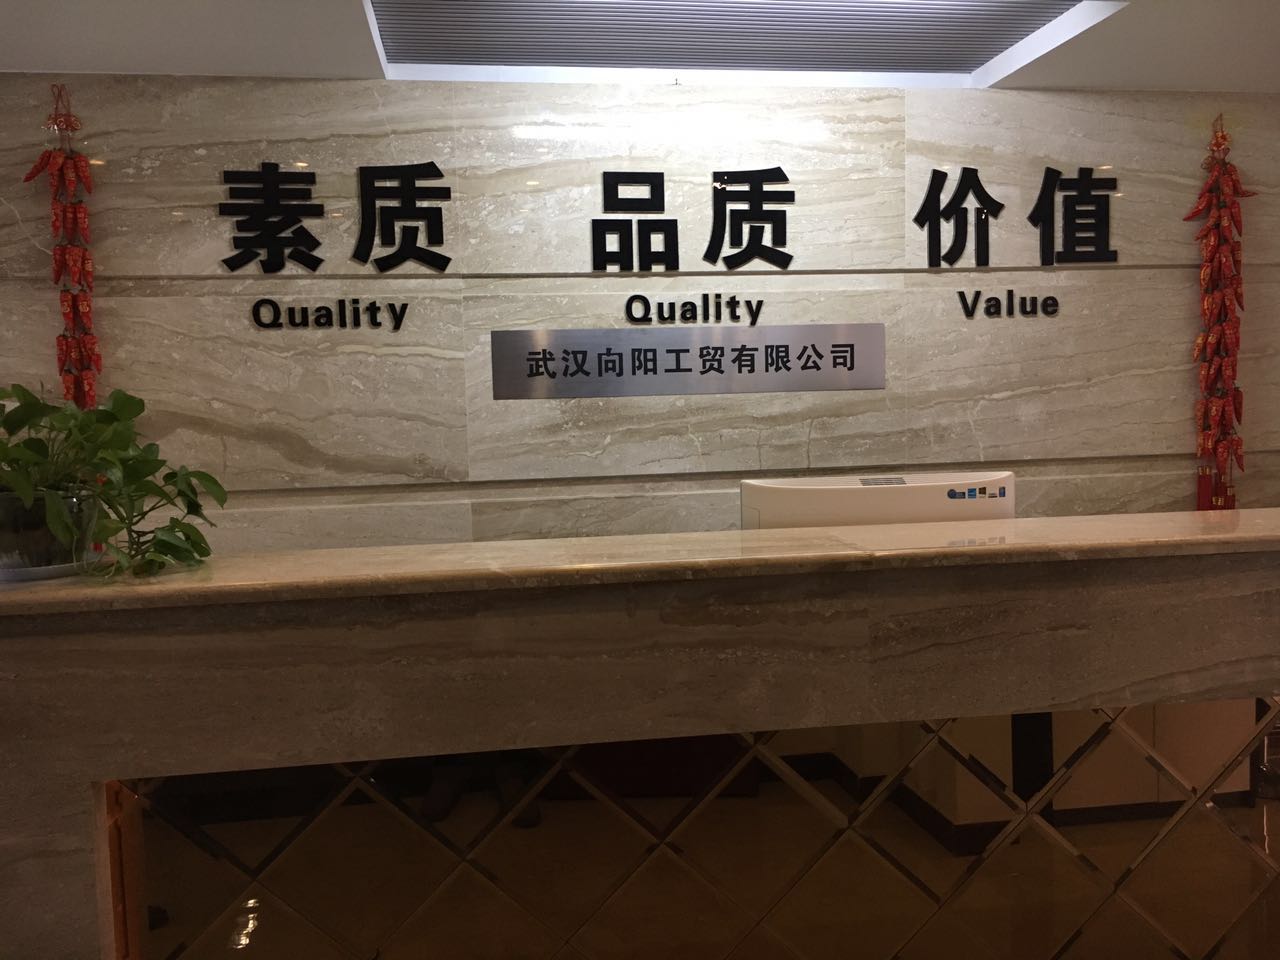 素质 品质 价值
Quality Quality Value
武汉向阳工贸有限公司